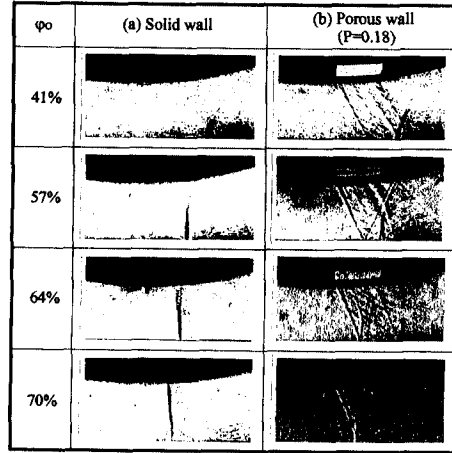 φo
(a) Solid wall
(b) Porous wall
(P=0.18)
41%
57%
64%
70%